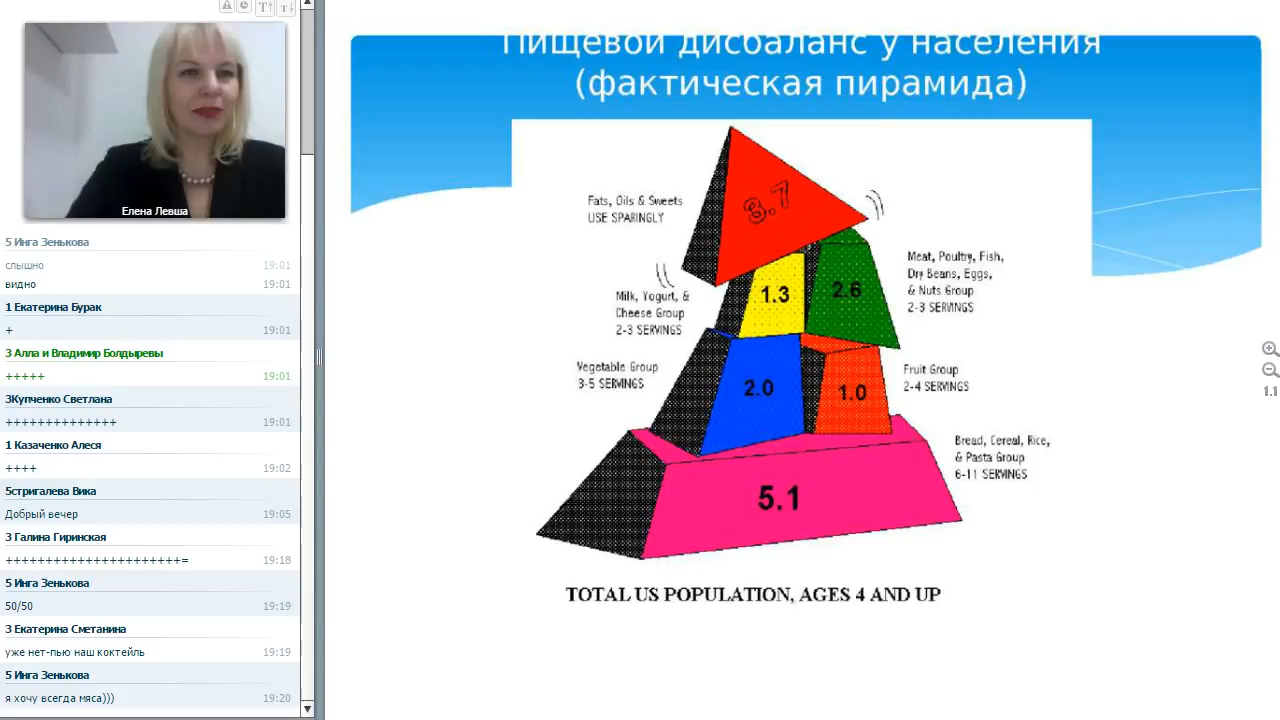 Елена Левша
5 Инга Зенькова
слышно 19:01
видно 19:01
1 Екатерина Бурак
+ 19:01
3 Алла и Владимир Болдыревы
+++++ 19:01
3Купченко Светлана
++++++++++++++ 19:01
1 Казаченко Алеся
++++ 19:02
5стригалева Вика
Добрый вечер 19:05
3 Галина Гиринская
++++++++++++++++++++++= 19:18
5 Инга Зенькова
50/50 19:19
3 Екатерина Сметанина
уже нет-пью наш коктейль 19:19
5 Инга Зенькова
я хочу всегда мяса))) 19:20
Пищевой дисбаланс у населения
(фактическая пирамида)
3.7
Fats, Oils & Sweets
USE SPARINGLY
Milk, Yogurt, &
Cheese Group
2-3 SERVINGS
1.3
2.6
Meat, Poultry, Fish,
Dry Beans, Eggs,
& Nuts Group
2-3 SERVINGS
Vegetable Group
3-5 SERVINGS
2.0
1.0
Fruit Group
2-4 SERVINGS
5.1
Bread, Cereal, Rice,
& Pasta Group
6-11 SERVINGS
TOTAL US POPULATION, AGES 4 AND UP
1.1